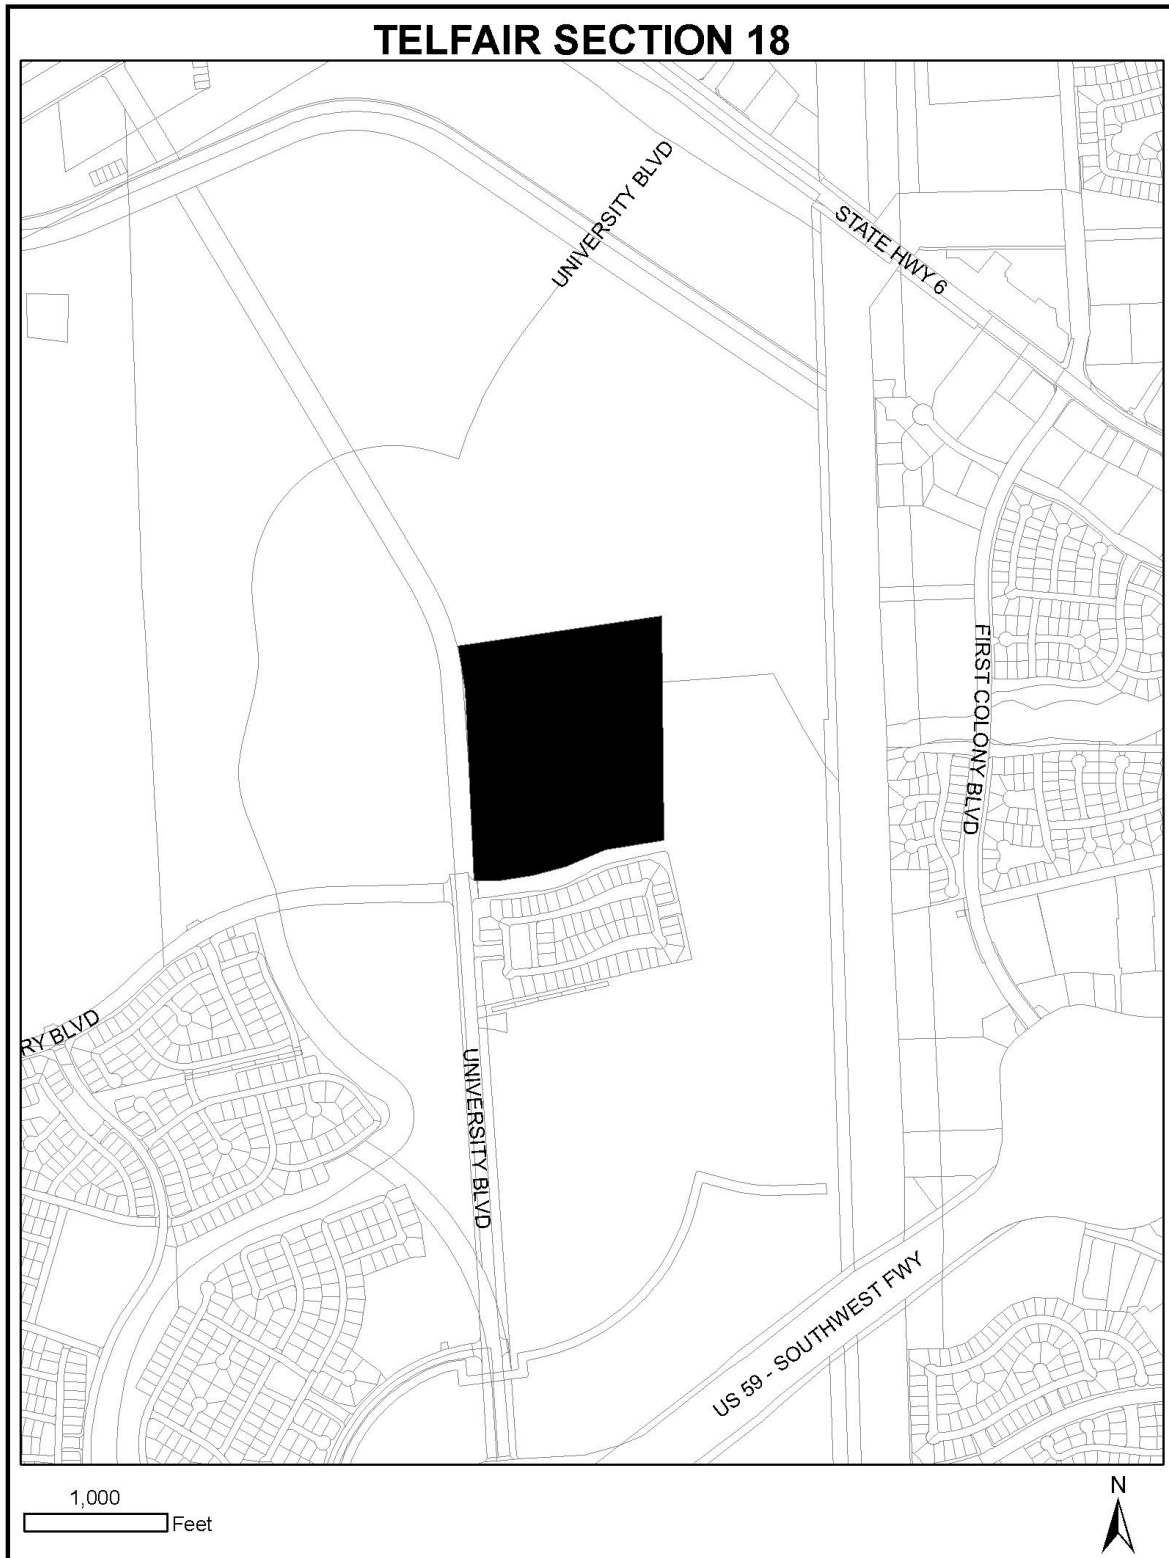 TELFAIR SECTION 18
UNIVERSITY BLVD
STATE HWY 6
FIRST COLONY BLVD
RY BLVD
UNIVERSITY BLVD
US 59 - SOUTHWEST FWY
1,000
Feet
N